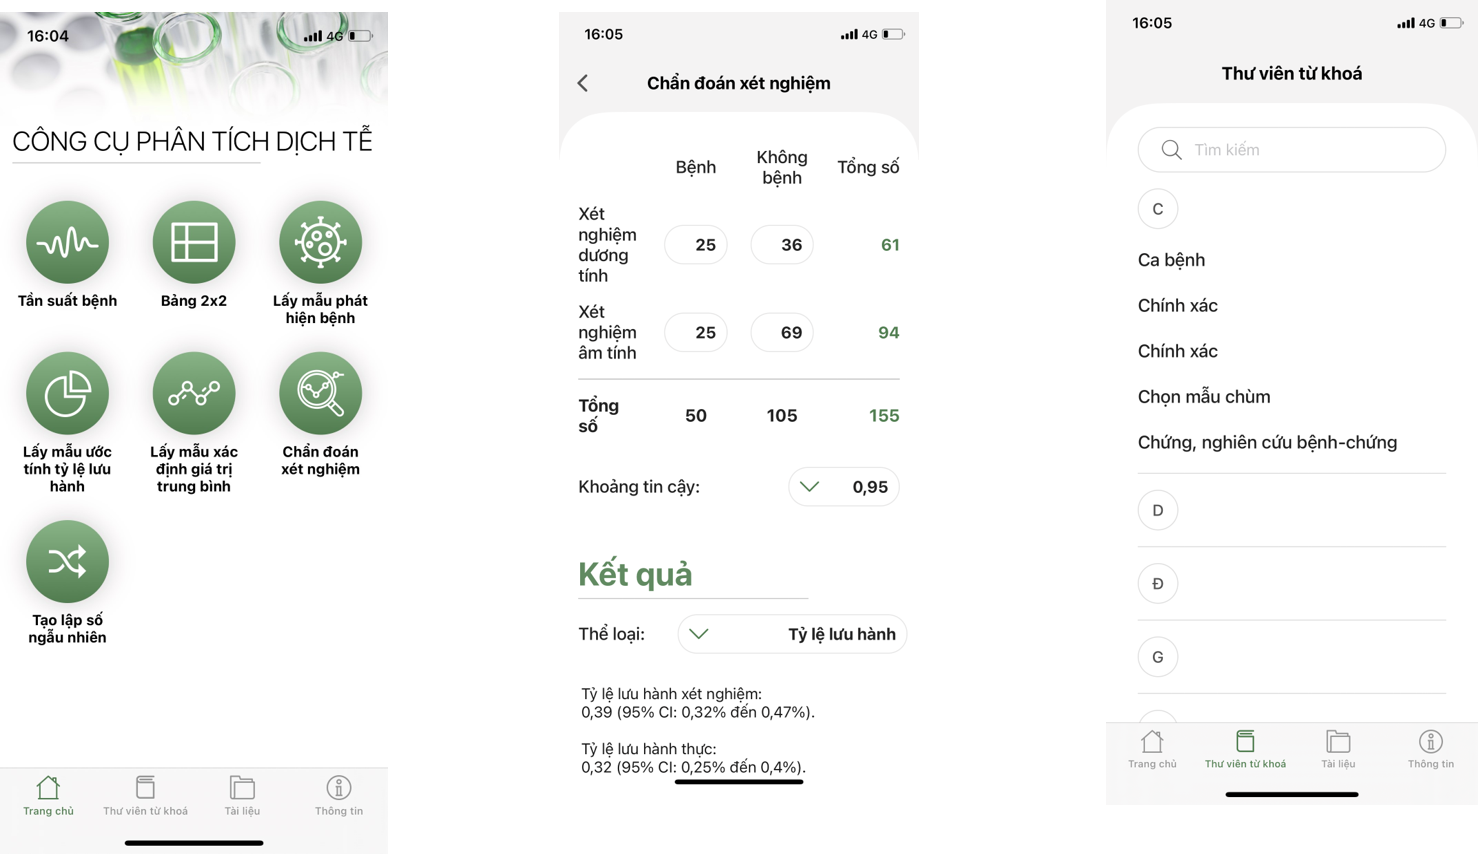 16:04
4G
CÔNG CỤ PHÂN TÍCH DỊCH TỄ
Tần suất bệnh
Bảng 2x2
Lấy mẫu phát
hiện bệnh
Lấy mẫu ước
tính tỷ lệ lưu
hành
Lấy mẫu xác
định giá trị
trung bình
Chẩn đoán
xét nghiệm
Tạo lập số
ngẫu nhiên
Trang chủ
Thư viên từ khoá
Tài liệu
Thông tin
16:05
4G
Chẩn đoán xét nghiệm
Bệnh
Không
bệnh
Tổng số
Xét
nghiệm
dương
tính
25
36
61
Xét
nghiệm
âm tính
25
69
94
Tổng
số
50
105
155
Khoảng tin cậy:
0,95
Kết quả
Thể loại:
Tỷ lệ lưu hành
Tỷ lệ lưu hành xét nghiệm:
0,39 (95% CI: 0,32% đến 0,47%).
Tỷ lệ lưu hành thực:
0,32 (95% CI: 0,25% đến 0,4%).
16:05
4G
Thư viên từ khoá
Tìm kiếm
C
Ca bệnh
Chính xác
Chính xác
Chọn mẫu chùm
Chứng, nghiên cứu bệnh-chứng
D
Đ
G
Trang chủ
Thư viên từ khoá
Tài liệu
Thông tin